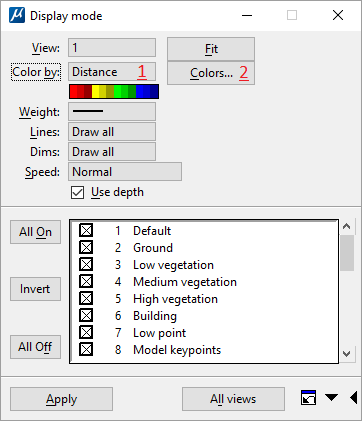 Display mode
View: 1 Fit
Color by: Distance 1 Colors... 2
Weight:
Lines: Draw all
Dims: Draw all
Speed: Normal
Use depth
All On
Invert
All Off
1 Default
2 Ground
3 Low vegetation
4 Medium vegetation
5 High vegetation
6 Building
7 Low point
8 Model keypoints
Apply All views